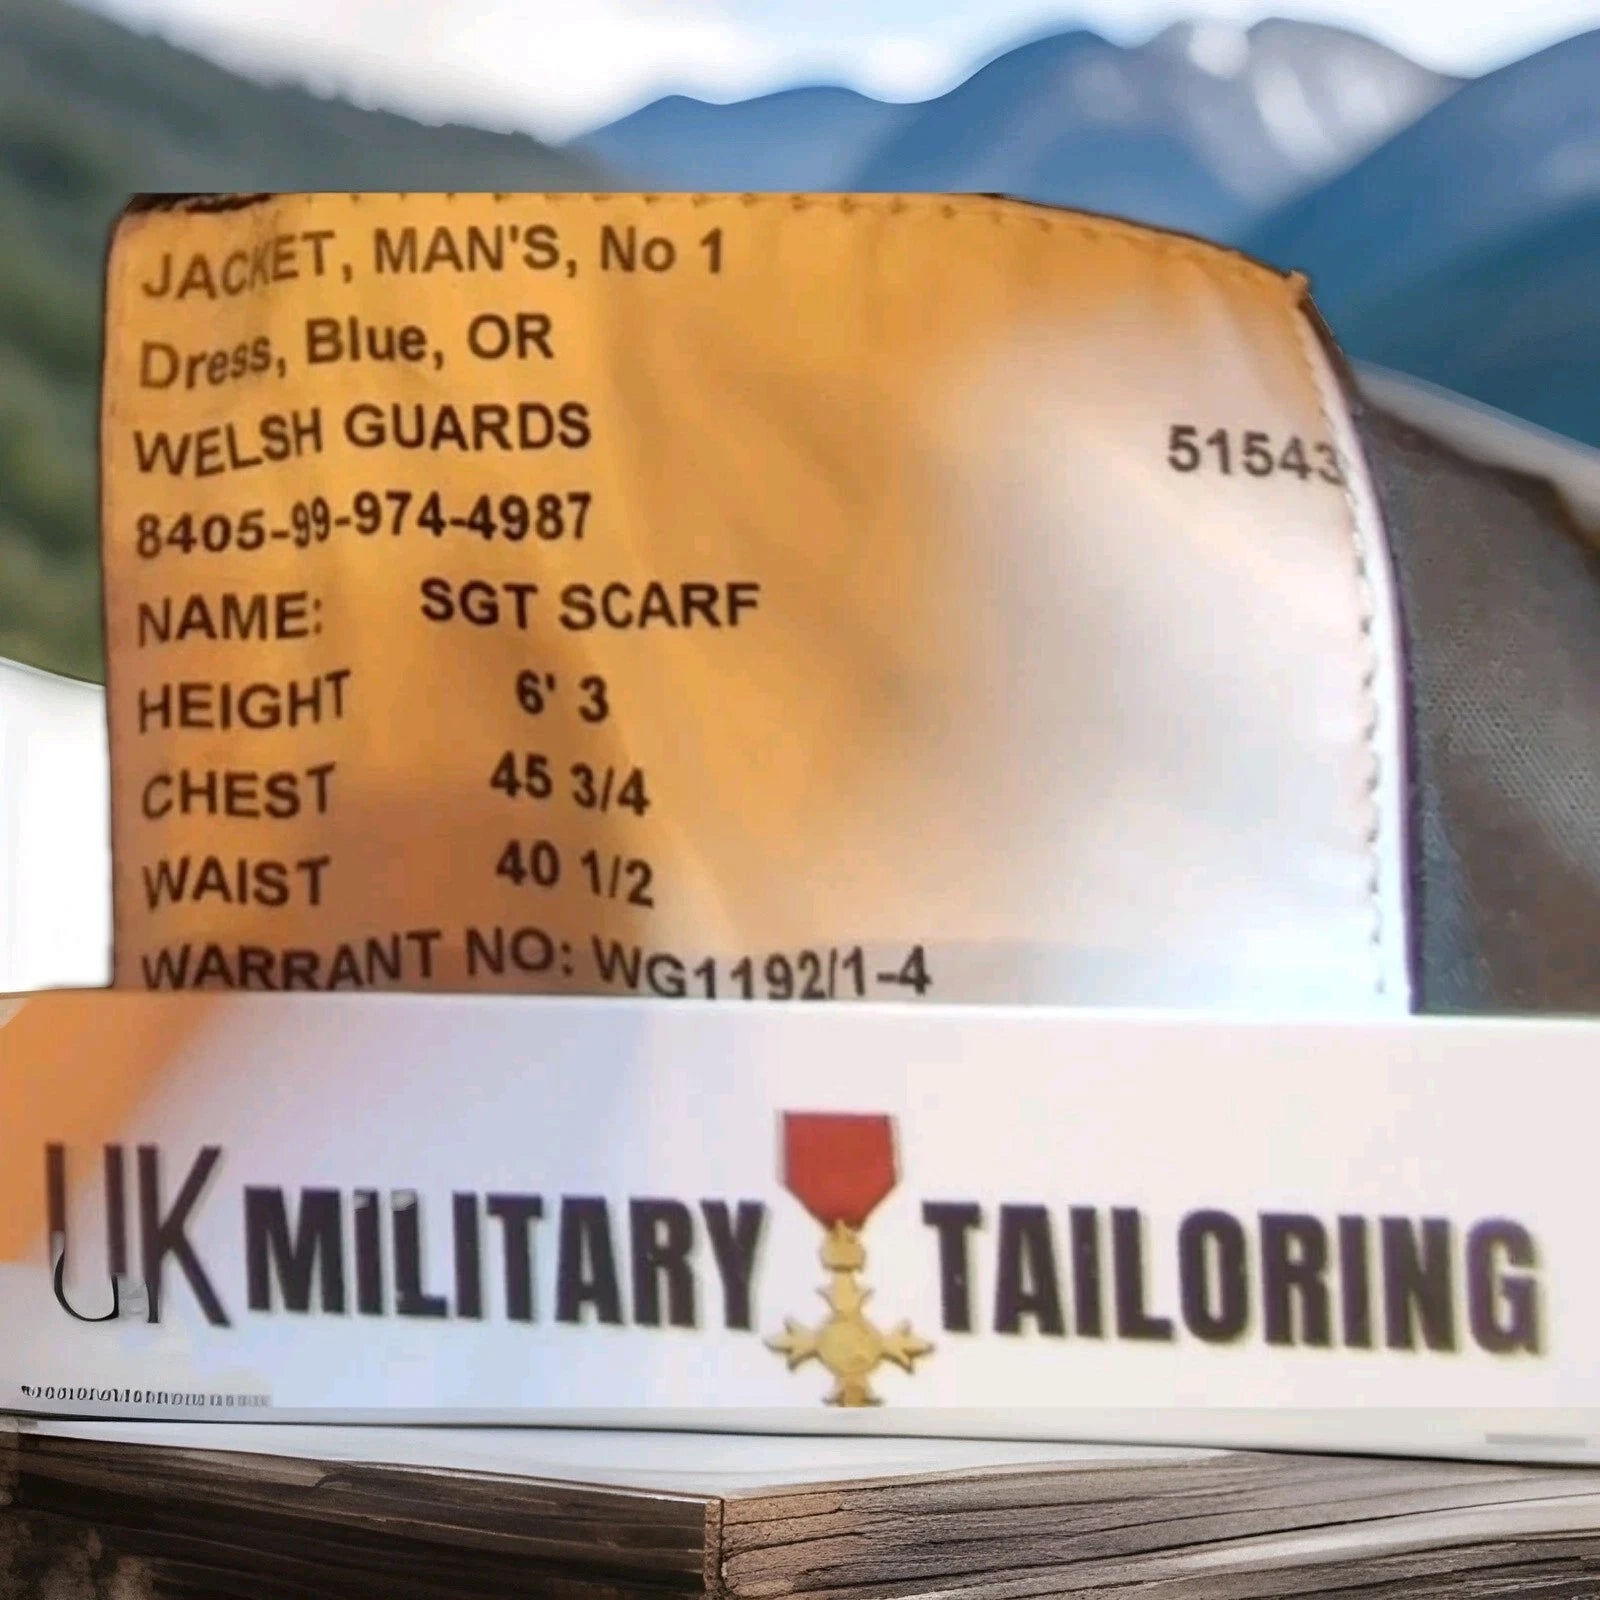 JACKET, MAN'S, No 1
Dress, Blue, OR
WELSH GUARDS
51543
8405-99-974-4987
NAME: SGT SCARF
HEIGHT 6' 3
CHEST 45 3/4
WAIST 40 1/2
WARRANT NO: WG1192/1-4
UK MILITARY TAILORING